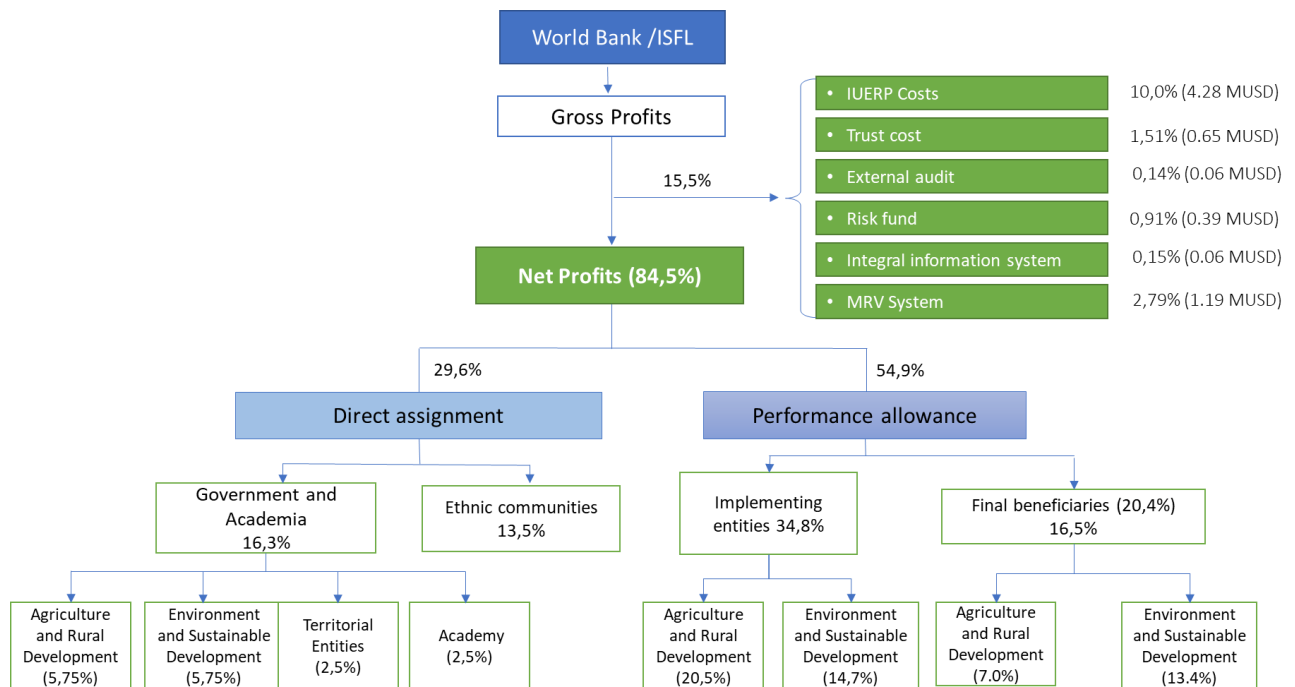 World Bank /ISFL
Gross Profits
15,5%
• IUERP Costs
10,0% (4.28 MUSD)
• Trust cost
1,51% (0.65 MUSD)
• External audit
0,14% (0.06 MUSD)
• Risk fund
0,91% (0.39 MUSD)
• Integral information system
0,15% (0.06 MUSD)
• MRV System
2,79% (1.19 MUSD)
Net Profits (84,5%)
29,6%
54,9%
Direct assignment
Performance allowance
Government and
Academia
16,3%
Ethnic communities
13,5%
Implementing
entities 34,8%
Final beneficiaries (20,4%)
16,5%
Agriculture
and Rural
Development
(5,75%)
Environment
and Sustainable
Development
(5,75%)
Territorial
Entities
(2,5%)
Academy
(2,5%)
Agriculture
and Rural
Development
(20,5%)
Environment
and Sustainable
Development
(14,7%)
Agriculture
and Rural
Development
(7.0%)
Environment
and Sustainable
Development
(13.4%)